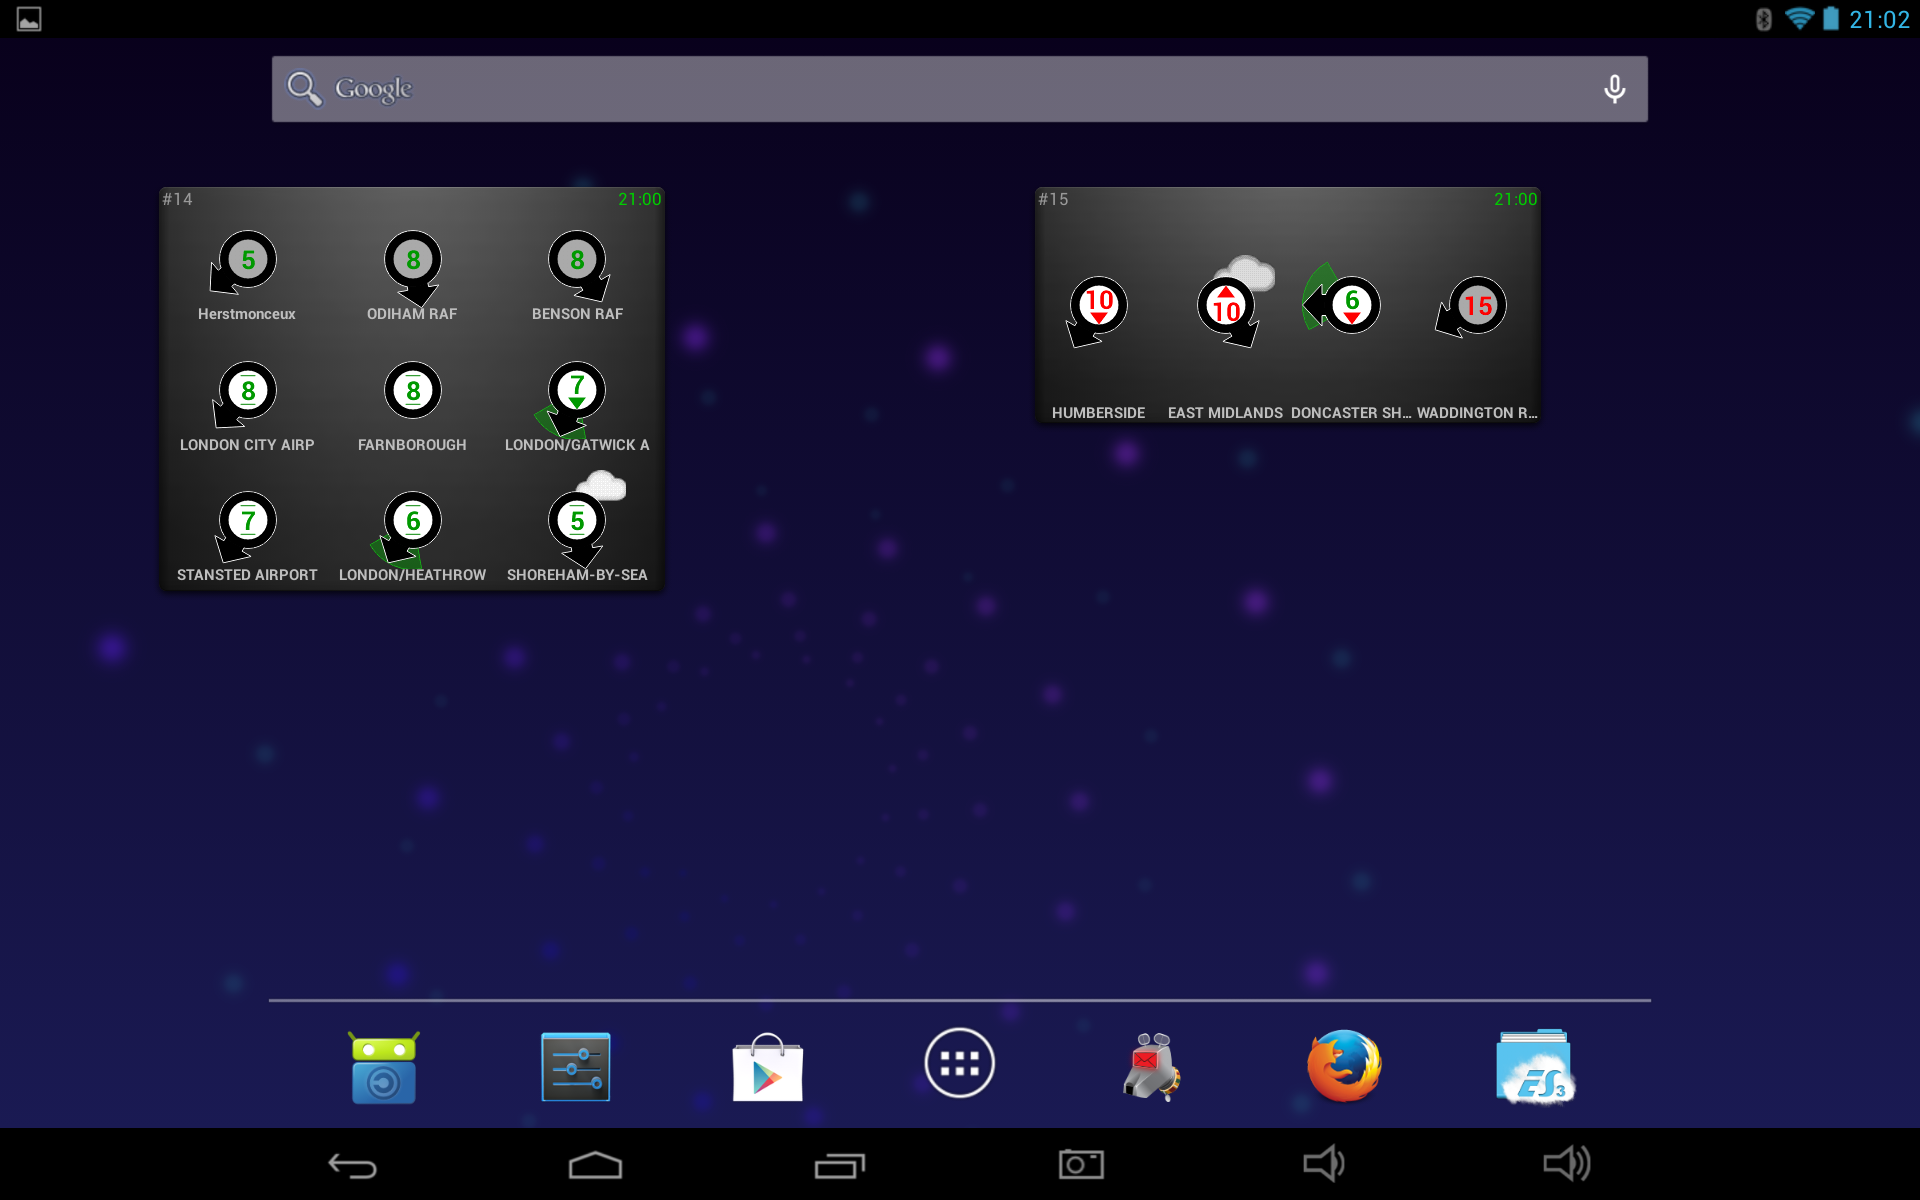 21:02
Google
#14 21:00
5 8 8
Herstmonceux ODIHAM RAF BENSON RAF
8 8 7
LONDON CITY AIRP FARNBOROUGH LONDON/GATWICK A
7 6 5
STANSTED AIRPORT LONDON/HEATHROW SHOREHAM-BY-SEA
#15 21:00
10 10 6 15
HUMBERSIDE EAST MIDLANDS DONCASTER SH... WADDINGTON R...
ES 3